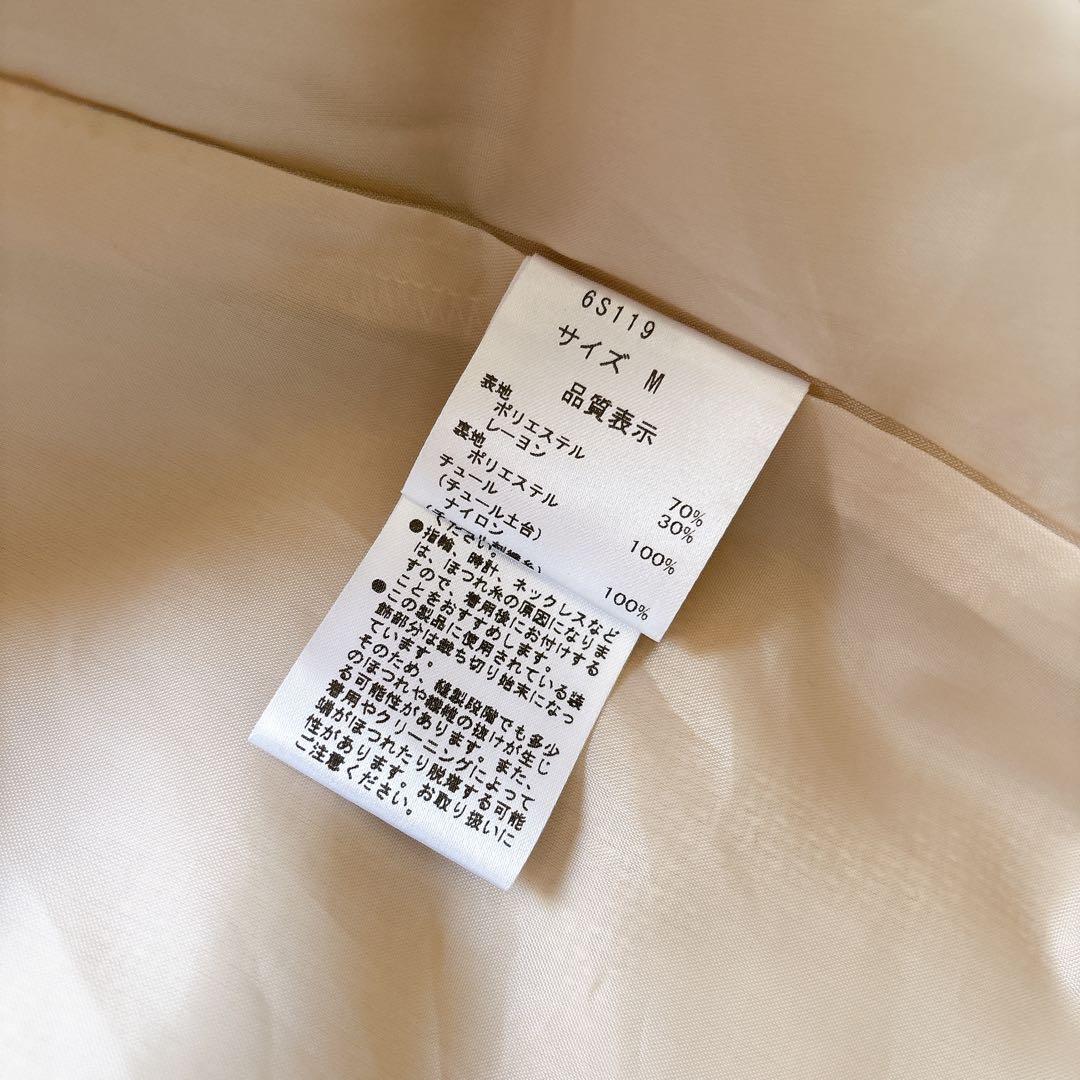 6S119
サイズ M
品質表示
表地
ポリエステル 70%
レーヨン 30%
裏地
ポリエステル 100%
チュール
(チュール土台)
ナイロン 100%
ください。
●指輪、時計、ネックレスなど
は、ほつれ糸の原因になりま
すので、着用後にお付けする
ことをおすすめします。
●この製品に使用されている装
飾部分は裁ち切り始末になっ
ています。
そのため、縫製段階でも多少
のほつれや繊維の抜けが生じ
る可能性があります。また、
着用やクリーニングによって
端がほつれたり脱落する可能
性があります。お取り扱いに
ご注意ください。